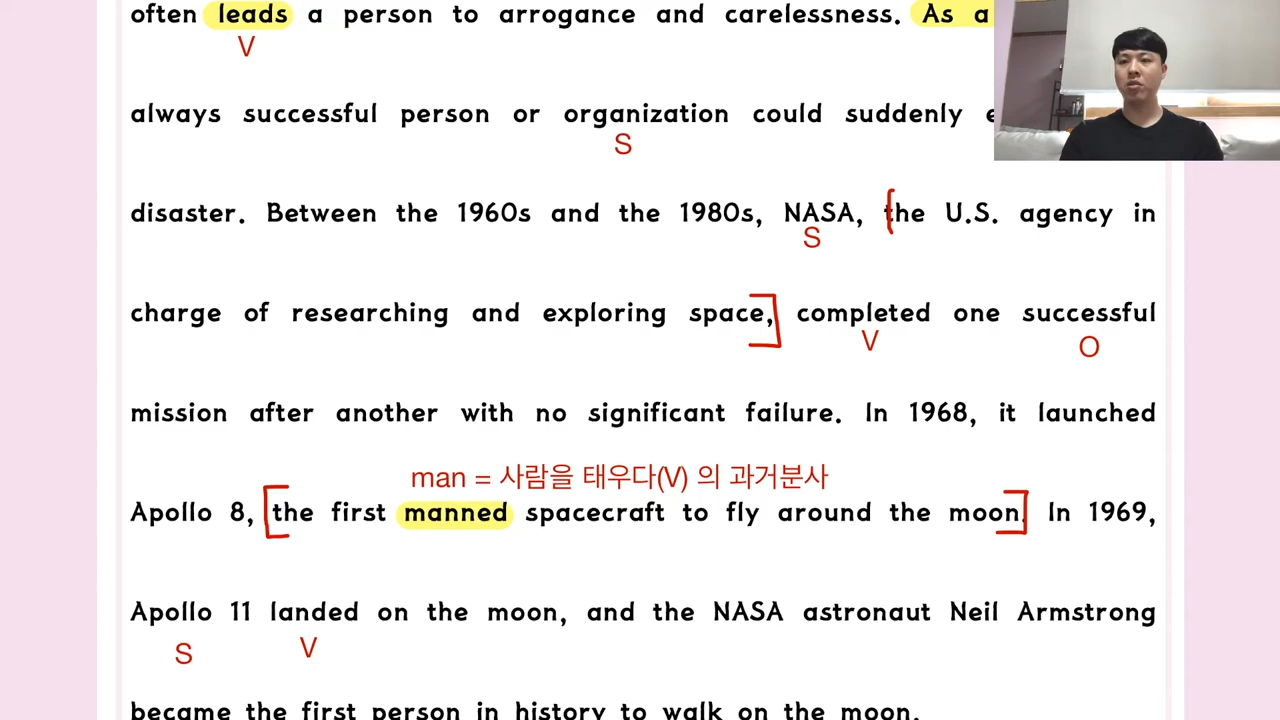 often leads a person to arrogance and carelessness. As a
V
always successful person or organization could suddenly
S
disaster. Between the 1960s and the 1980s, NASA, the U.S. agency in
S
charge of researching and exploring space, completed one successful
V O
mission after another with no significant failure. In 1968, it launched
man = 사람을 태우다(V) 의 과거분사
Apollo 8, the first manned spacecraft to fly around the moon. In 1969,
Apollo 11 landed on the moon, and the NASA astronaut Neil Armstrong
S V
became the first person in history to walk on the moon.